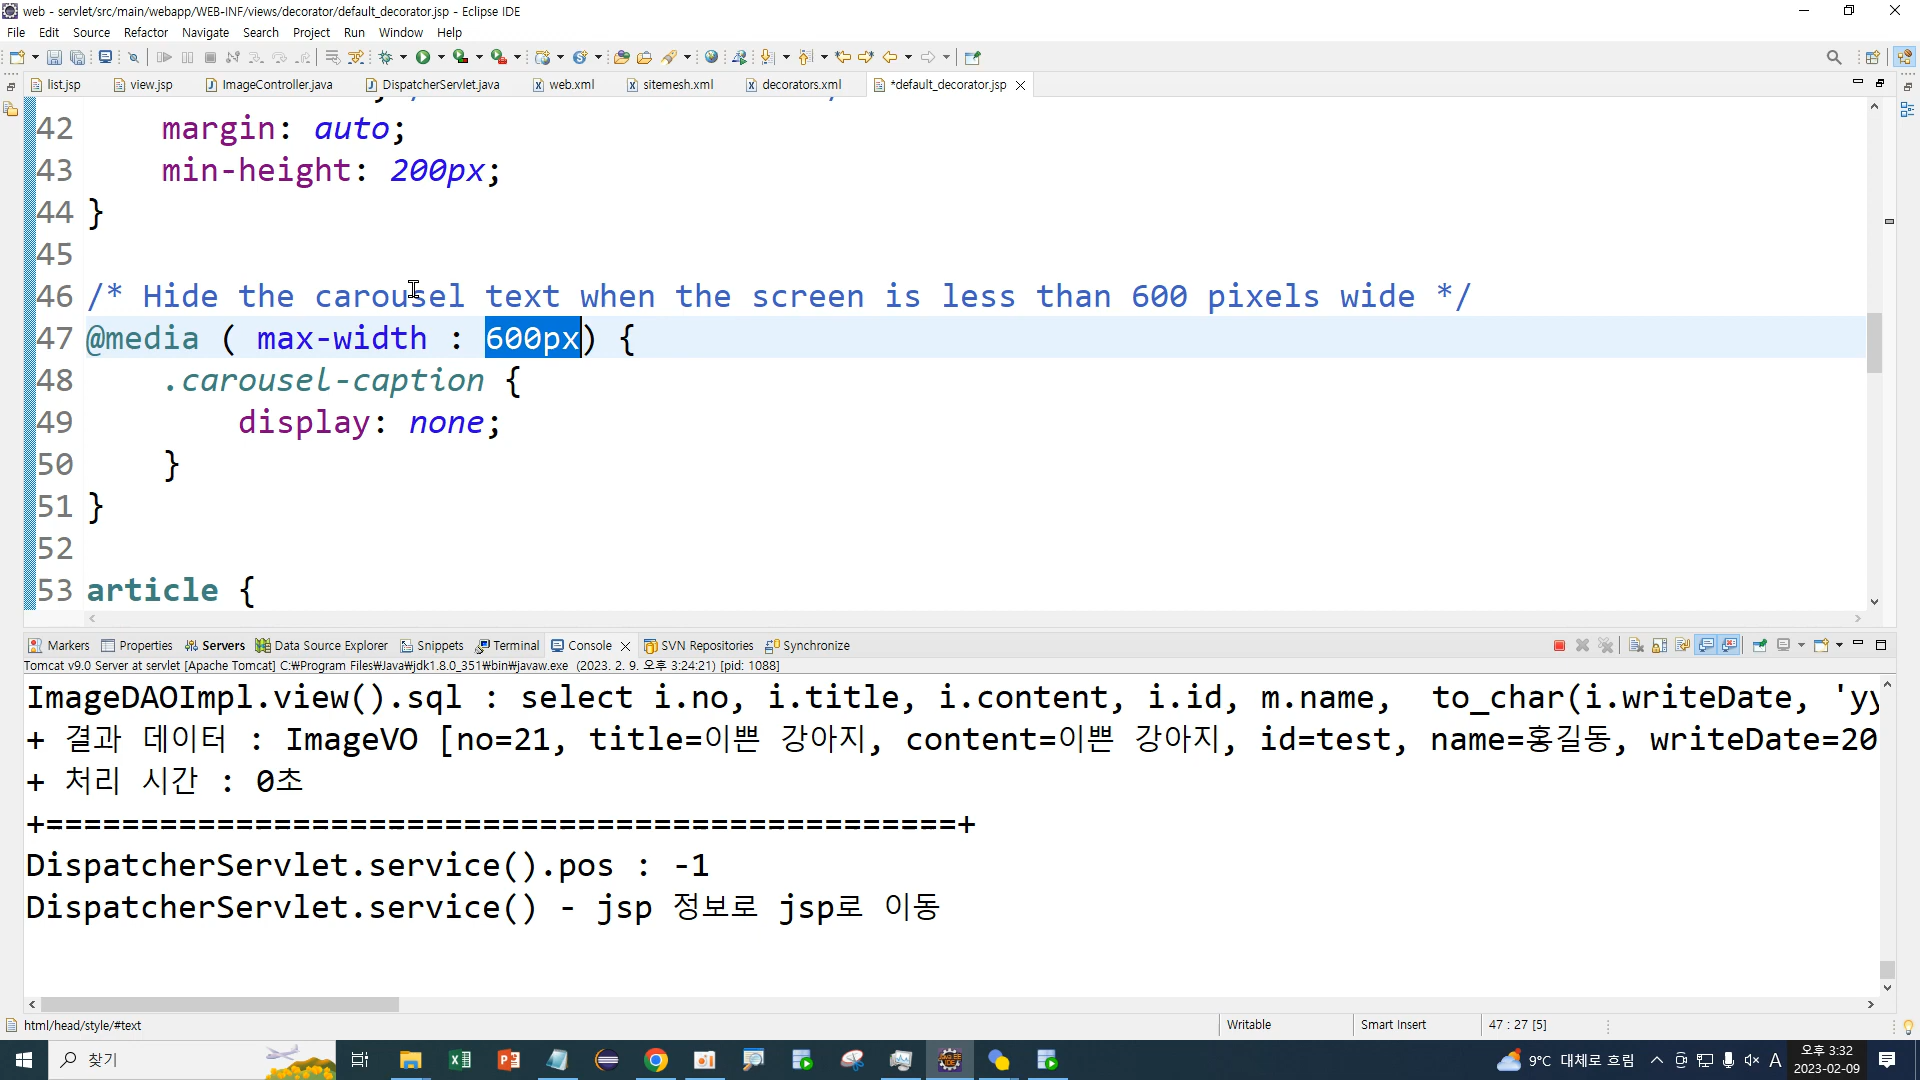 web - servlet/src/main/webapp/WEB-INF/views/decorator/default_decorator.jsp - Eclipse IDE
File Edit Source Refactor Navigate Search Project Run Window Help
list.jsp view.jsp ImageController.java DispatcherServlet.java web.xml sitemesh.xml decorators.xml *default_decorator.jsp
42 margin: auto;
43 min-height: 200px;
44 }
45
46 /* Hide the carousel text when the screen is less than 600 pixels wide */
47 @media ( max-width : 600px) {
48 .carousel-caption {
49 display: none;
50 }
51 }
52
53 article {
Markers Properties Servers Data Source Explorer Snippets Terminal Console SVN Repositories Synchronize
Tomcat v9.0 Server at servlet [Apache Tomcat] C:₩Program Files₩Java₩jdk1.8.0_351₩bin₩javaw.exe (2023. 2. 9. 오후 3:24:21) [pid: 1088]
ImageDAOImpl.view().sql : select i.no, i.title, i.content, i.id, m.name, to_char(i.writeDate, 'yy
+ 결과 데이터 : ImageVO [no=21, title=이쁜 강아지, content=이쁜 강아지, id=test, name=홍길동, writeDate=20
+ 처리 시간 : 0초
+================================================+
DispatcherServlet.service().pos : -1
DispatcherServlet.service() - jsp 정보로 jsp로 이동
html/head/style/#text Writable Smart Insert 47 : 27 [5]
찾기 9°C 대체로 흐림 A 오후 3:32
2023-02-09